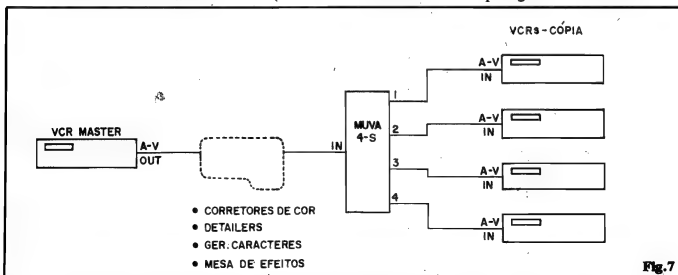 VCRs-CÓPIA
VCR MASTER
A-V
OUT
IN
MUVA
4-S
1
2
3
4
A-V
IN
A-V
IN
A-V
IN
A-V
IN
• CORRETORES DE COR
• DETAILERS
• GER. CARACTERES
• MESA DE EFEITOS
Fig.7